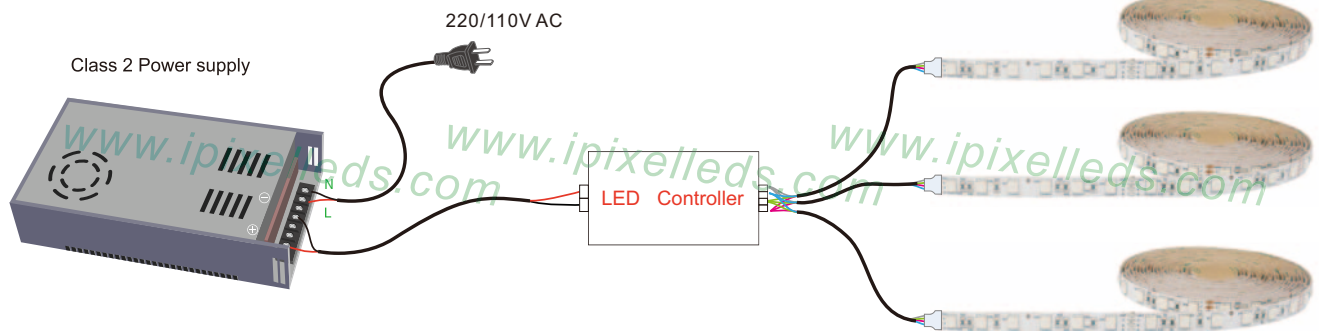 220/110V AC
Class 2 Power supply
www.ipixelleds.com
www.ipixelleds.com
www.ipixelleds.com
N
L
⊖
⊕
LED Controller